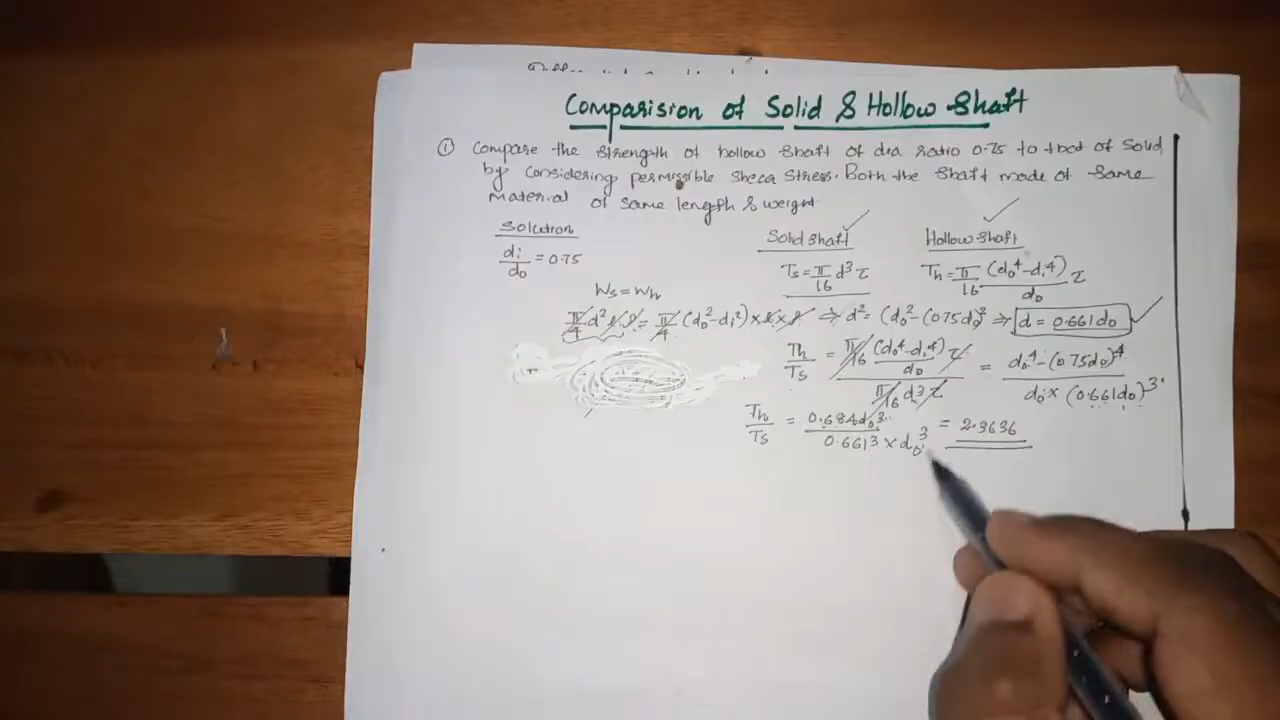 Comparision of Solid & Hollow Shaft
① Compare the strength of hollow shaft of dia ratio 0.75 to that of Solid
by considering permissible Shear Stress. Both the Shaft made of Same
Material of Same length & weight.
Solution
di/do = 0.75
Solid Shaft
Hollow Shaft
Ts = π/16 d³ τ
Th = π/16 (do⁴-di⁴)/do τ
Ws = Wh
π/4 d² × ρ × l = π/4 (do²-di²) × l × ρ ⇒ d² = (do²-(0.75do)² ⇒ d = 0.661do
Th/Ts = π/16 (do⁴-di⁴)/do τ / π/16 d³ τ = do⁴-(0.75do)⁴ / do × (0.661do)³
Th/Ts = 0.684do³ / 0.661³ × do³ = 2.3636